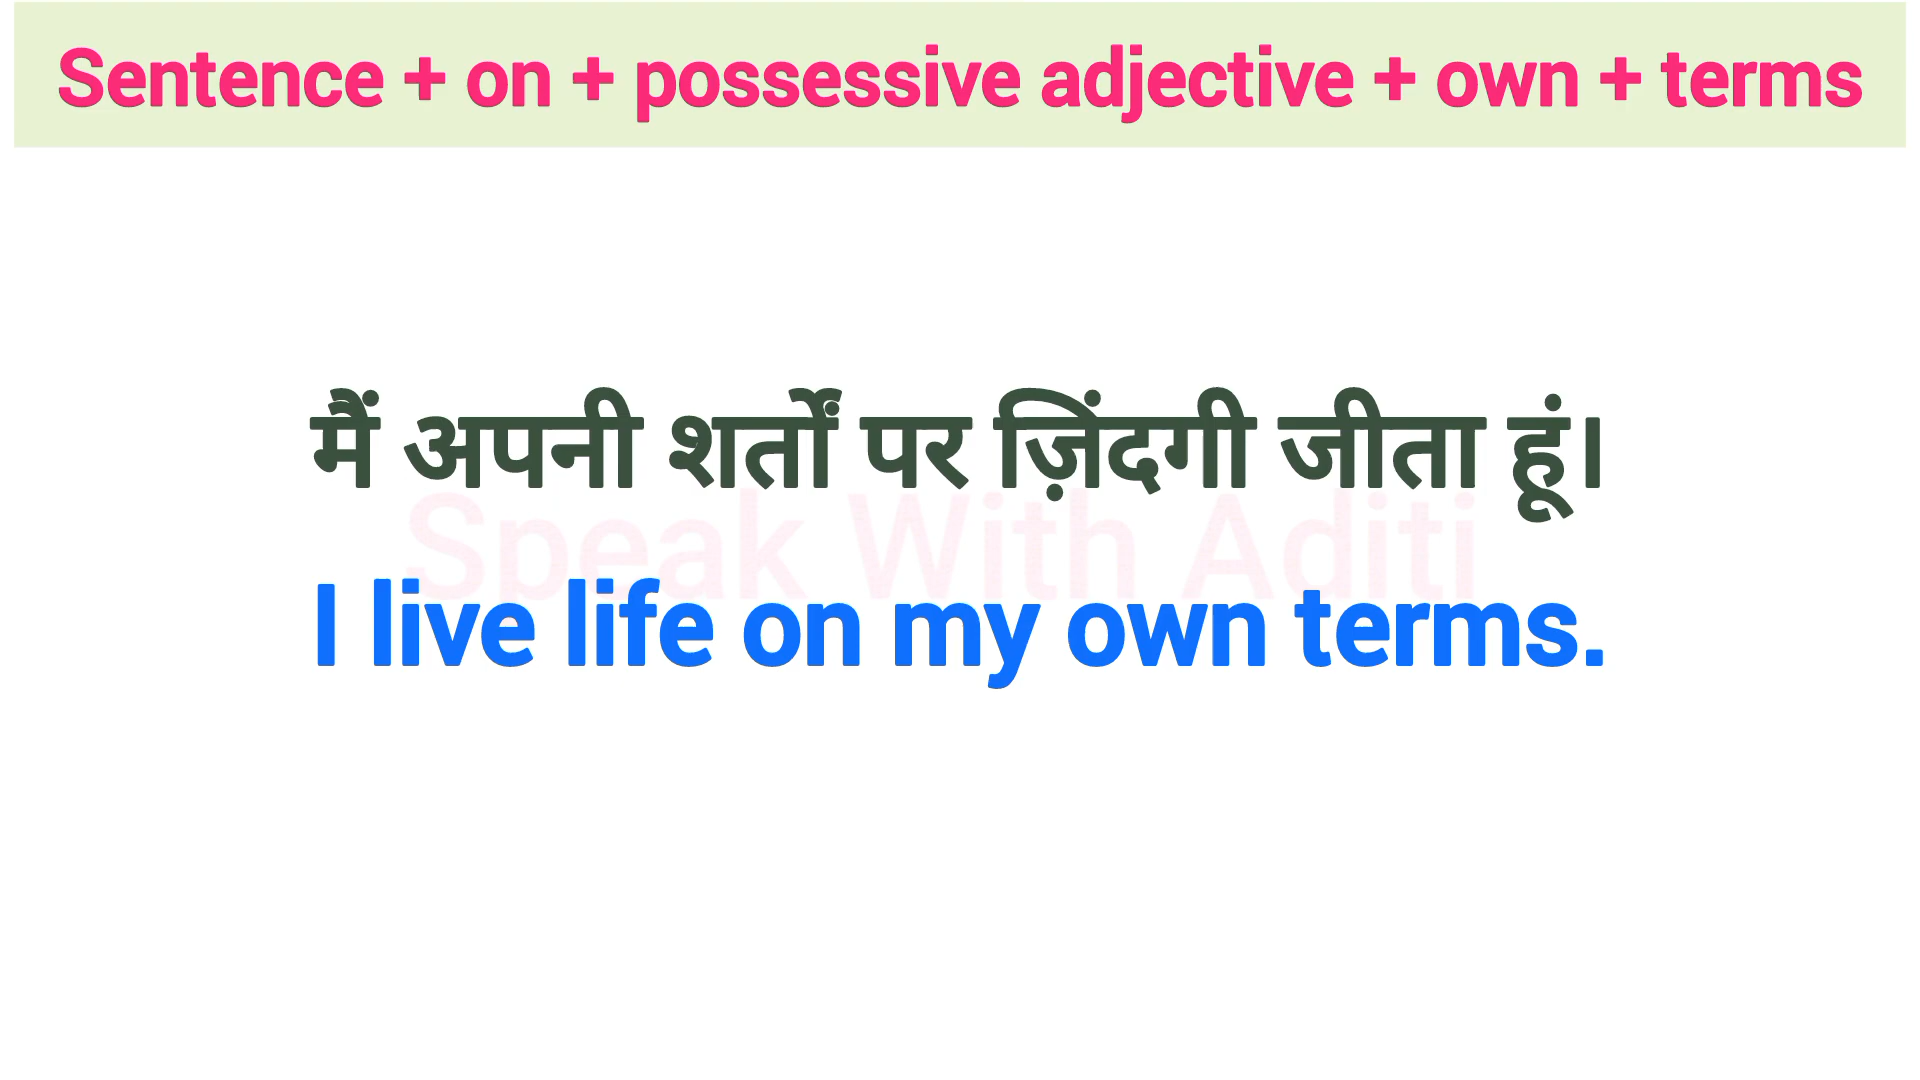 Sentence + on + possessive adjective + own + terms
मैं अपनी शर्तों पर ज़िंदगी जीता हूं।
Speak With Aditi
I live life on my own terms.